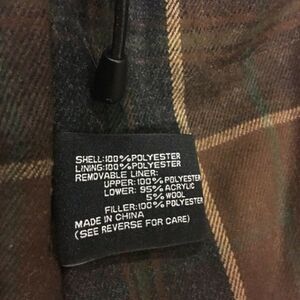 SHELL:100%POLYESTER
LINING:100%POLYESTER
REMOVABLE LINER:
UPPER:100%POLYESTER
LOWER: 95%ACRYLIC
5%WOOL
FILLER:100%POLYESTER
MADE IN CHINA
(SEE REVERSE FOR CARE)